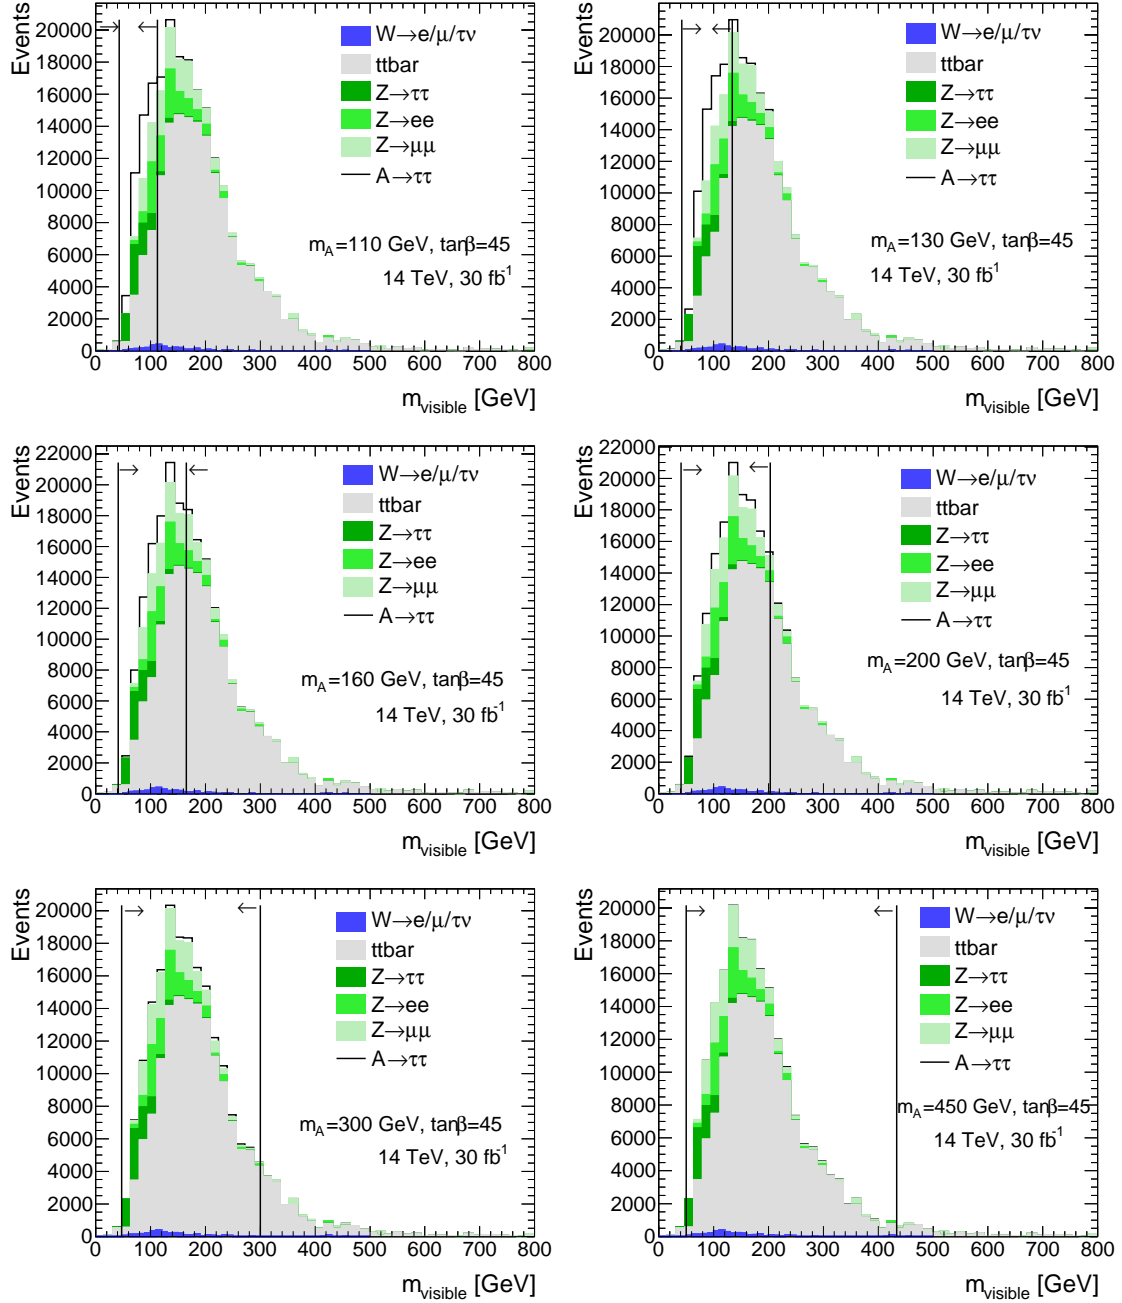 Events
20000
18000
16000
14000
12000
10000
8000
6000
4000
2000
0
W→e/μ/τν
ttbar
Z→ττ
Z→ee
Z→μμ
A→ττ
m_A=110 GeV, tanβ=45
14 TeV, 30 fb⁻¹
0 100 200 300 400 500 600 700 800
m_visible [GeV]
Events
20000
18000
16000
14000
12000
10000
8000
6000
4000
2000
0
W→e/μ/τν
ttbar
Z→ττ
Z→ee
Z→μμ
A→ττ
m_A=130 GeV, tanβ=45
14 TeV, 30 fb⁻¹
0 100 200 300 400 500 600 700 800
m_visible [GeV]
Events
22000
20000
18000
16000
14000
12000
10000
8000
6000
4000
2000
0
W→e/μ/τν
ttbar
Z→ττ
Z→ee
Z→μμ
A→ττ
m_A=160 GeV, tanβ=45
14 TeV, 30 fb⁻¹
0 100 200 300 400 500 600 700 800
m_visible [GeV]
Events
22000
20000
18000
16000
14000
12000
10000
8000
6000
4000
2000
0
W→e/μ/τν
ttbar
Z→ττ
Z→ee
Z→μμ
A→ττ
m_A=200 GeV, tanβ=45
14 TeV, 30 fb⁻¹
0 100 200 300 400 500 600 700 800
m_visible [GeV]
Events
20000
18000
16000
14000
12000
10000
8000
6000
4000
2000
0
W→e/μ/τν
ttbar
Z→ττ
Z→ee
Z→μμ
A→ττ
m_A=300 GeV, tanβ=45
14 TeV, 30 fb⁻¹
0 100 200 300 400 500 600 700 800
m_visible [GeV]
Events
20000
18000
16000
14000
12000
10000
8000
6000
4000
2000
0
W→e/μ/τν
ttbar
Z→ττ
Z→ee
Z→μμ
A→ττ
m_A=450 GeV, tanβ=45
14 TeV, 30 fb⁻¹
0 100 200 300 400 500 600 700 800
m_visible [GeV]